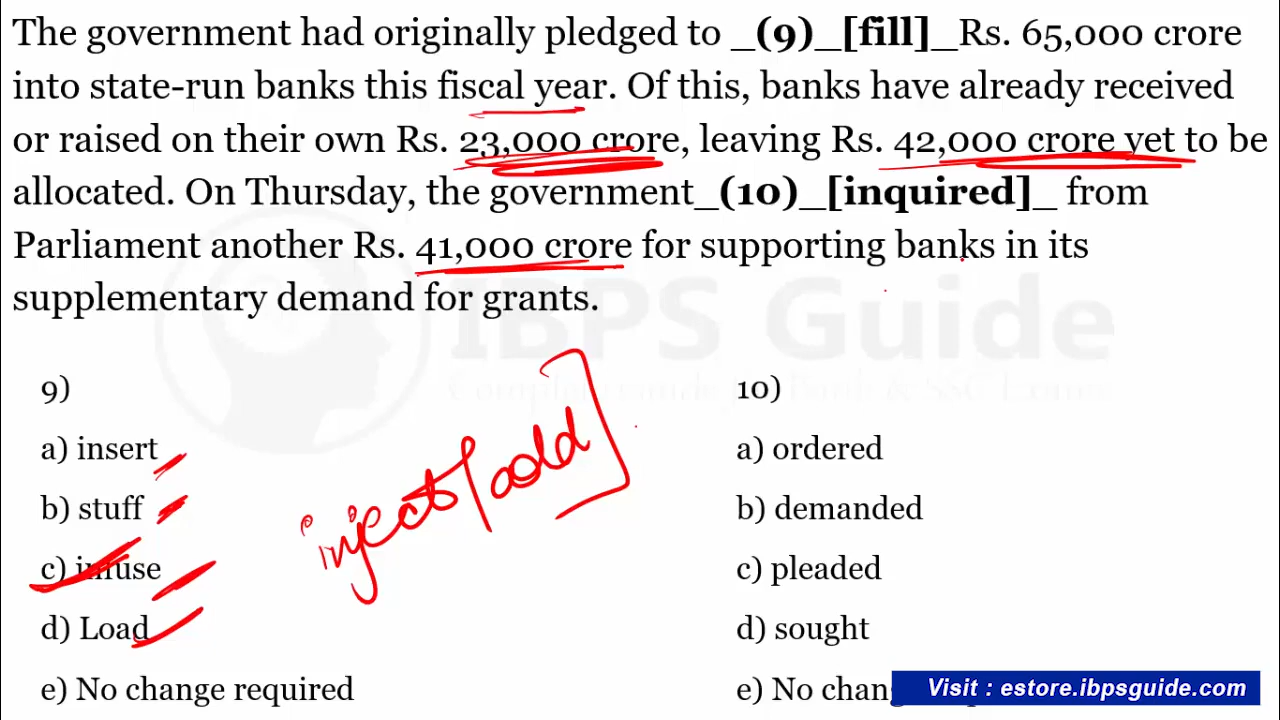 The government had originally pledged to _(9)_[fill]_Rs. 65,000 crore
into state-run banks this fiscal year. Of this, banks have already received
or raised on their own Rs. 23,000 crore, leaving Rs. 42,000 crore yet to be
allocated. On Thursday, the government_(10)_[inquired]_ from
Parliament another Rs. 41,000 crore for supporting banks in its
supplementary demand for grants.
IBPS Guide
9)
a) insert
b) stuff
c) infuse
d) Load
e) No change required
inject/add
10)
a) ordered
b) demanded
c) pleaded
d) sought
e) No chan
Visit : estore.ibpsguide.com